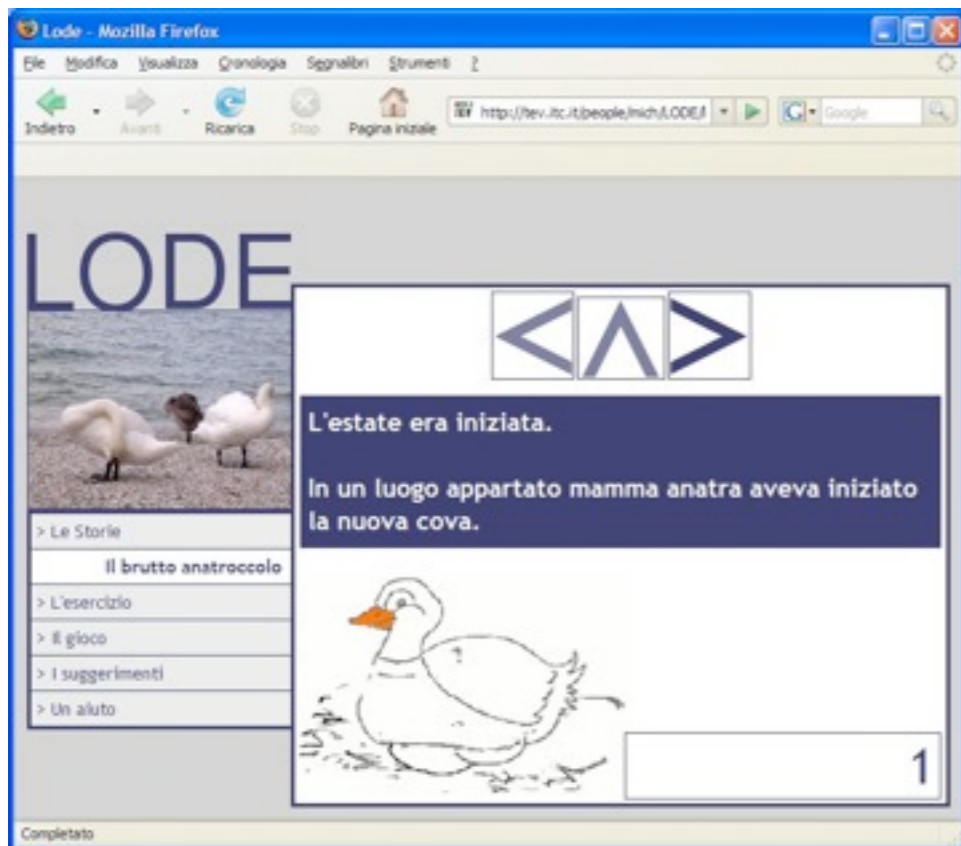 Lode - Mozilla Firefox
File Modifica Visualizza Cronologia Segnalibri Strumenti ?
Indietro Avanti Ricarica Stop Pagina iniziale http://tev.itc.it/people/mich/LODE/ Google
LODE
< Λ >
L'estate era iniziata.
In un luogo appartato mamma anatra aveva iniziato
la nuova cova.
> Le Storie
Il brutto anatroccolo
> L'esercizio
> Il gioco
> I suggerimenti
> Un aiuto
1
Completato